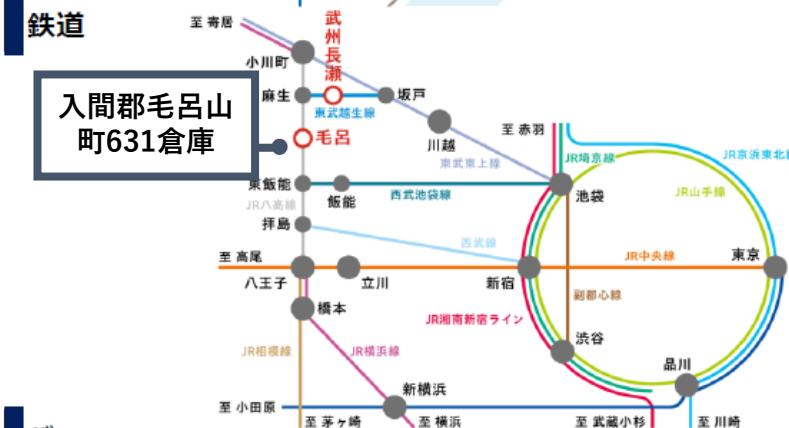 鉄道
至 寄居
武州長瀬
小川町
麻生
坂戸
東武越生線
入間郡毛呂山
町631倉庫
毛呂
川越
至 赤羽
東武東上線
JR埼京線
JR京浜東北線
東飯能
飯能
西武池袋線
池袋
JR山手線
JR八高線
拝島
西武線
至 高尾
JR中央線
東京
八王子
立川
新宿
副都心線
橋本
JR湘南新宿ライン
渋谷
JR相模線
JR横浜線
品川
新横浜
至 小田原
至 茅ヶ崎
至 横浜
至 武蔵小杉
至 川崎